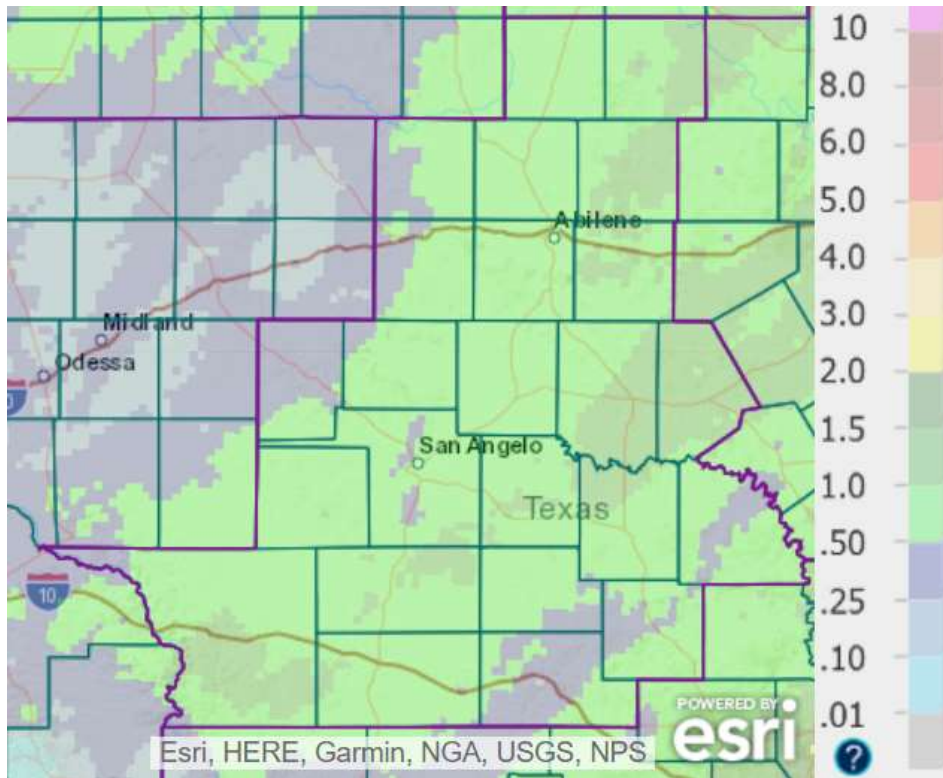 Abilene
Midland
Odessa
San Angelo
Texas
10
10
8.0
6.0
5.0
4.0
3.0
2.0
1.5
1.0
.50
.25
.10
.01
?
POWERED BY
esri
Esri, HERE, Garmin, NGA, USGS, NPS